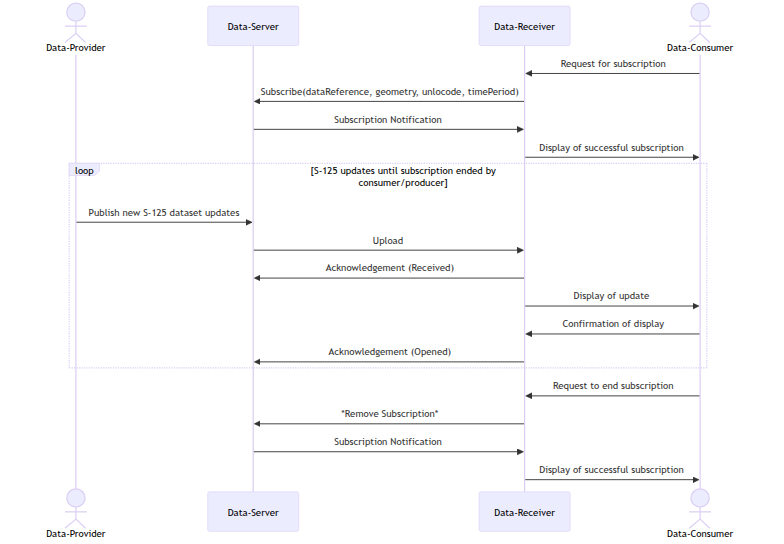 Data-Provider
Data-Server
Data-Receiver
Data-Consumer
Request for subscription
Subscribe(dataReference, geometry, unlocode, timePeriod)
Subscription Notification
Display of successful subscription
loop
[S-125 updates until subscription ended by
consumer/producer]
Publish new S-125 dataset updates
Upload
Acknowledgement (Received)
Display of update
Confirmation of display
Acknowledgement (Opened)
Request to end subscription
*Remove Subscription*
Subscription Notification
Display of successful subscription
Data-Provider
Data-Server
Data-Receiver
Data-Consumer